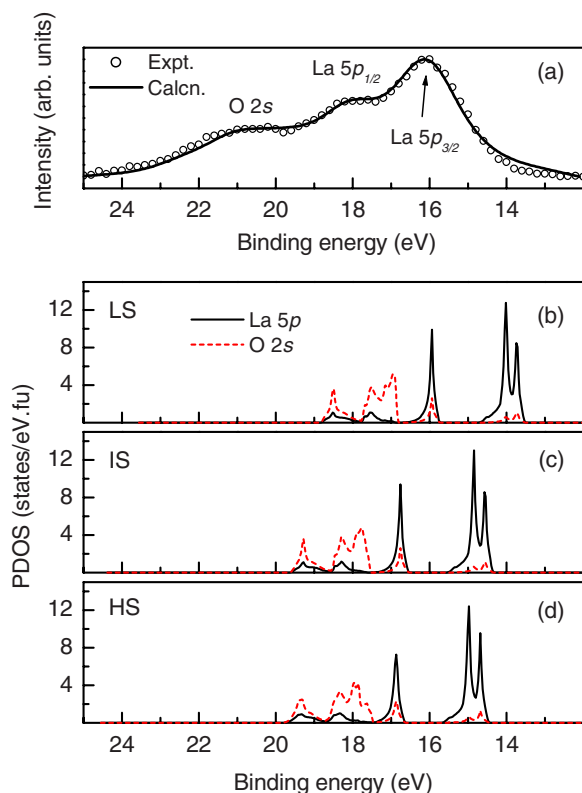 Intensity (arb. units)
Expt.
Calcn.
O 2s
La 5p1/2
La 5p3/2
(a)
24 22 20 18 16 14
Binding energy (eV)
PDOS (states/eV.fu)
12
8
4
LS
La 5p
O 2s
(b)
12
8
4
IS
(c)
12
8
4
HS
(d)
24 22 20 18 16 14
Binding energy (eV)